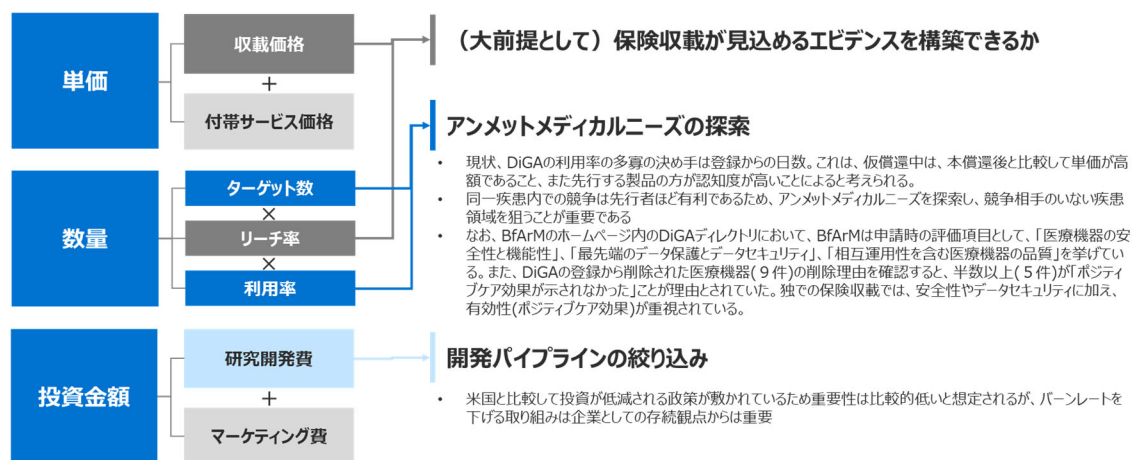 単価
収載価格
+
付帯サービス価格
数量
ターゲット数
×
リーチ率
×
利用率
投資金額
研究開発費
+
マーケティング費
(大前提として)保険収載が見込めるエビデンスを構築できるか
アンメットメディカルニーズの探索
• 現状、DiGAの利用率の多寡の決め手は登録からの日数。これは、仮償還中は、本償還後と比較して単価が高
額であること、また先行する製品の方が認知度が高いことによると考えられる。
• 同一疾患内での競争は先行者ほど有利であるため、アンメットメディカルニーズを探索し、競争相手のいない疾患
領域を狙うことが重要である
• なお、BfArMのホームページ内のDiGAディレクトリにおいて、BfArMは申請時の評価項目として、「医療機器の安
全性と機能性」、「最先端のデータ保護とデータセキュリティ」、「相互運用性を含む医療機器の品質」を挙げてい
る。また、DiGAの登録から削除された医療機器(9件)の削除理由を確認すると、半数以上(5件)が「ポジティ
ブケア効果が示されなかった」ことが理由とされていた。独での保険収載では、安全性やデータセキュリティに加え、
有効性(ポジティブケア効果)が重視されている。
開発パイプラインの絞り込み
• 米国と比較して投資が低減される政策が敷かれているため重要性は比較的低いと想定されるが、バーンレートを
下げる取り組みは企業としての存続観点からは重要